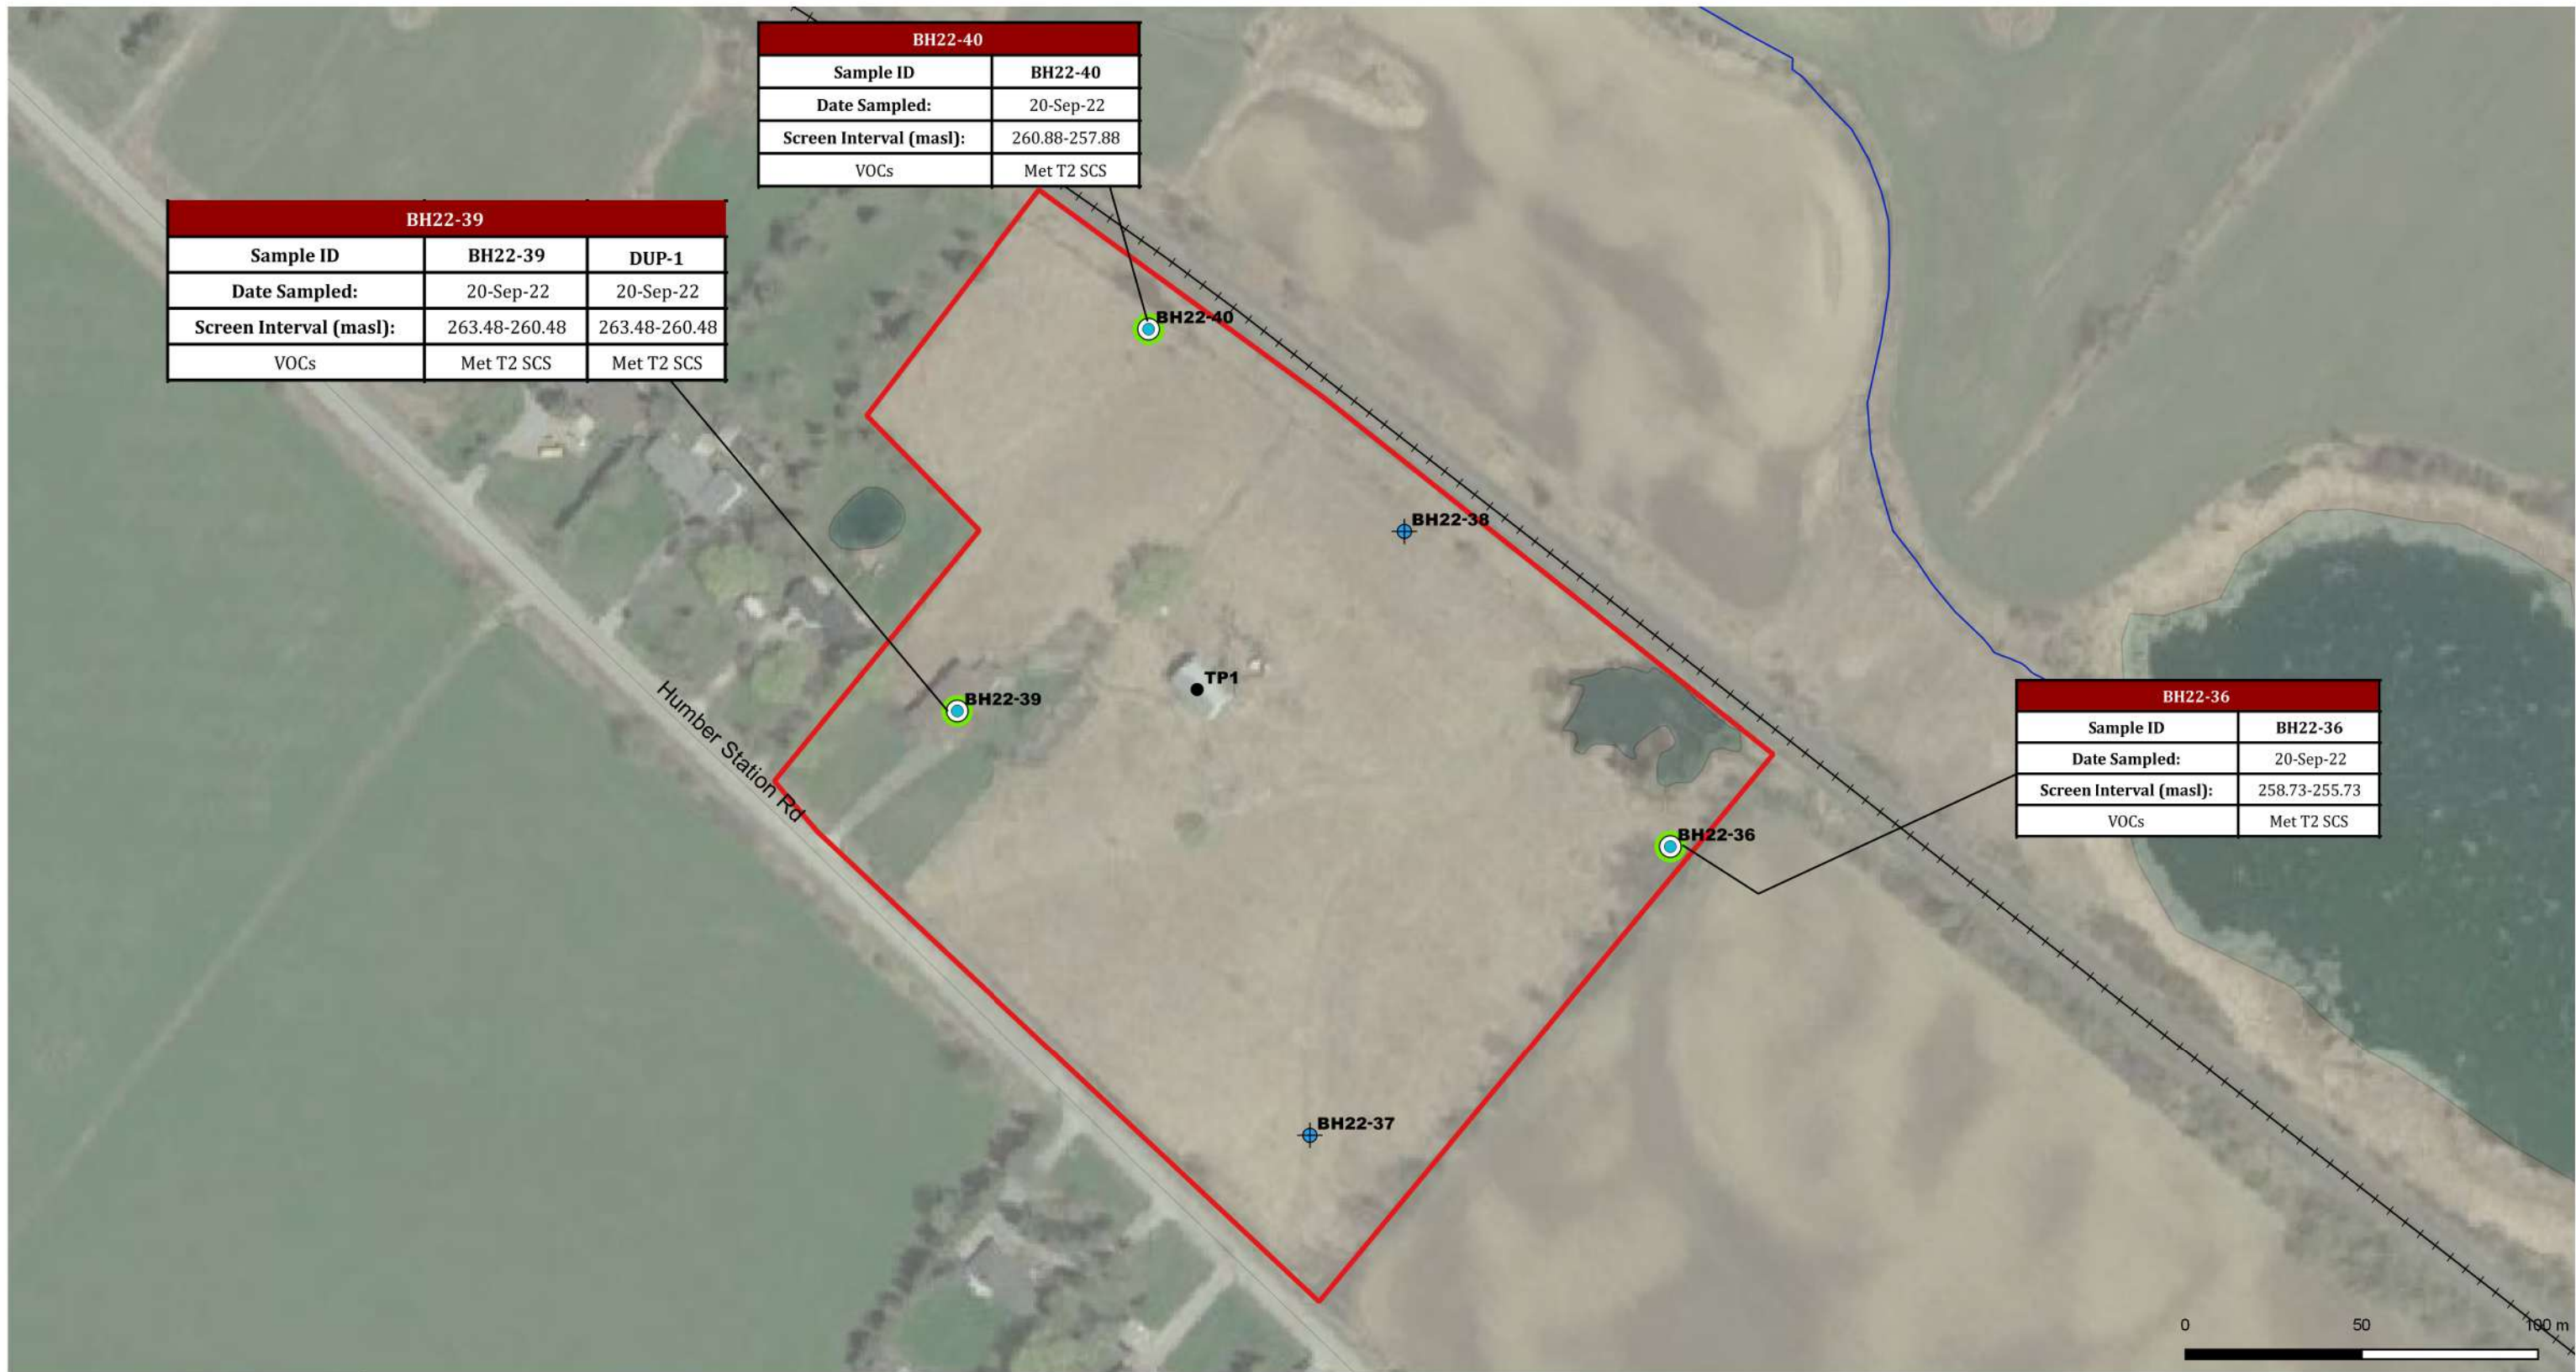 BH22-40
Sample ID BH22-40
Date Sampled: 20-Sep-22
Screen Interval (masl): 260.88-257.88
VOCs Met T2 SCS
BH22-39
Sample ID BH22-39 DUP-1
Date Sampled: 20-Sep-22 20-Sep-22
Screen Interval (masl): 263.48-260.48 263.48-260.48
VOCs Met T2 SCS Met T2 SCS
BH22-40
BH22-38
TP1
BH22-39
Humber Station Rd
BH22-36
Sample ID BH22-36
Date Sampled: 20-Sep-22
Screen Interval (masl): 258.73-255.73
VOCs Met T2 SCS
BH22-36
BH22-37
0 50 100 m